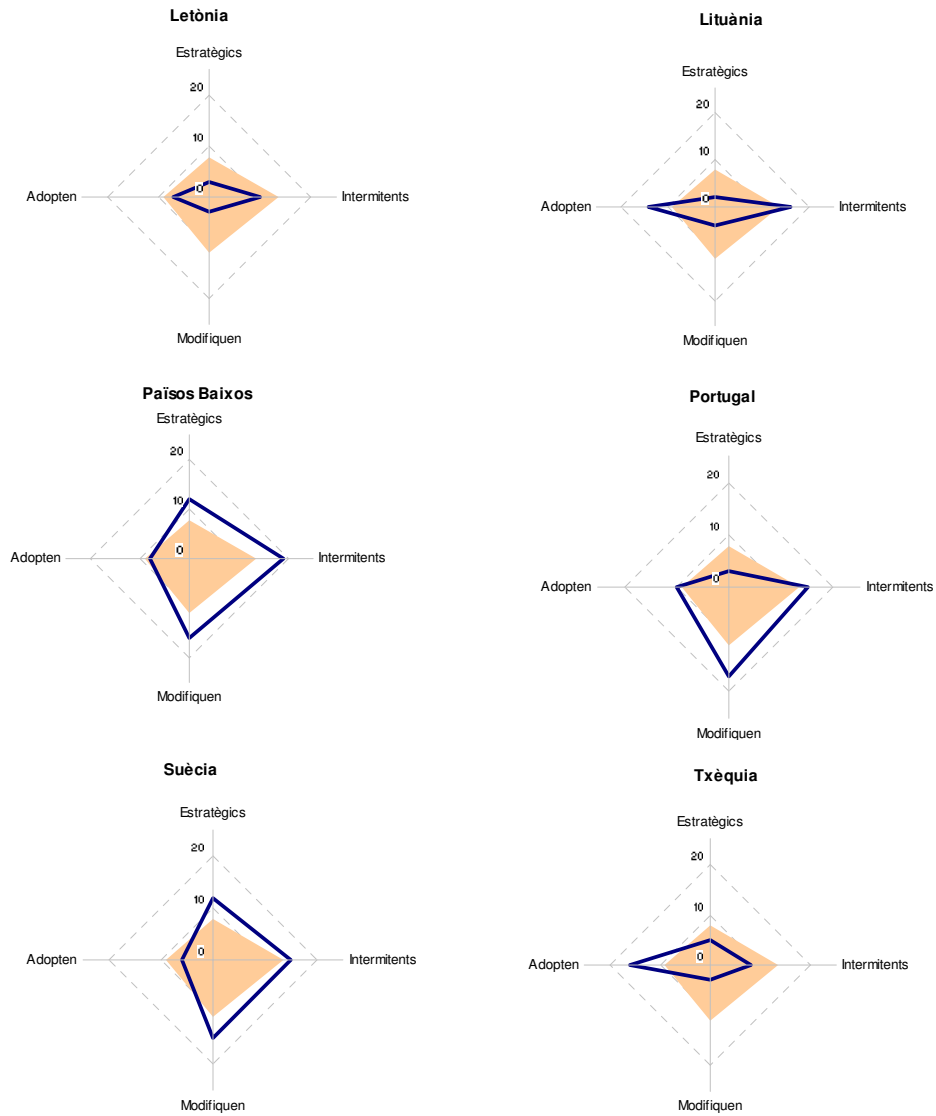 Letònia
Estratègics
20
10
0
Adopten
Intermitents
Modifiquen
Lituània
Estratègics
20
10
0
Adopten
Intermitents
Modifiquen
Països Baixos
Estratègics
20
10
0
Adopten
Intermitents
Modifiquen
Portugal
Estratègics
20
10
0
Adopten
Intermitents
Modifiquen
Suècia
Estratègics
20
10
0
Adopten
Intermitents
Modifiquen
Txèquia
Estratègics
20
10
0
Adopten
Intermitents
Modifiquen